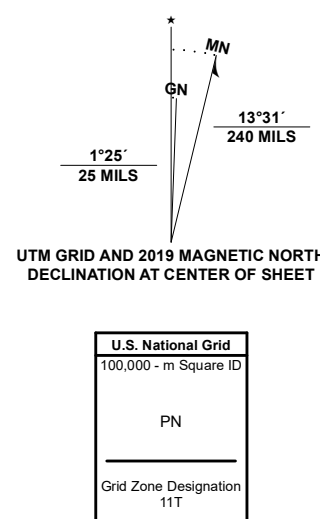 ★
MN
GN
13°31´
240 MILS
1°25´
25 MILS
UTM GRID AND 2019 MAGNETIC NORTH
DECLINATION AT CENTER OF SHEET
U.S. National Grid
100,000 - m Square ID
PN
Grid Zone Designation
11T